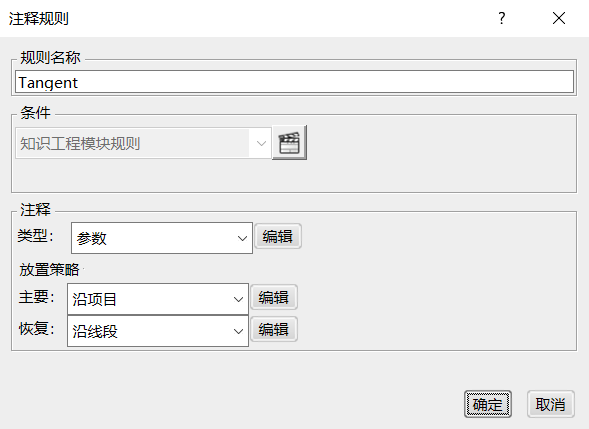 注释规则
规则名称
Tangent
条件
知识工程模块规则
注释
类型： 参数 编辑
放置策略
主要： 沿项目 编辑
恢复： 沿线段 编辑
确定 取消